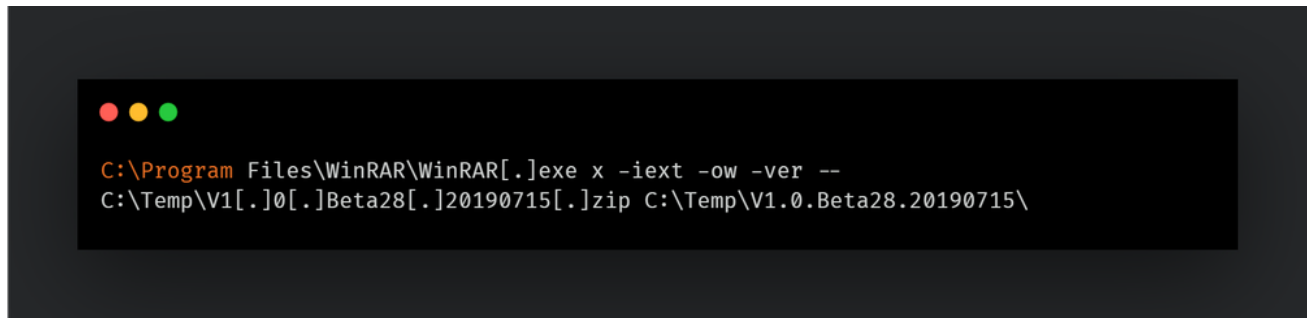 C:\Program Files\WinRAR\WinRAR[.]exe x -iext -ow -ver --
C:\Temp\V1[.]0[.]Beta28[.]20190715[.]zip C:\Temp\V1.0.Beta28.20190715\